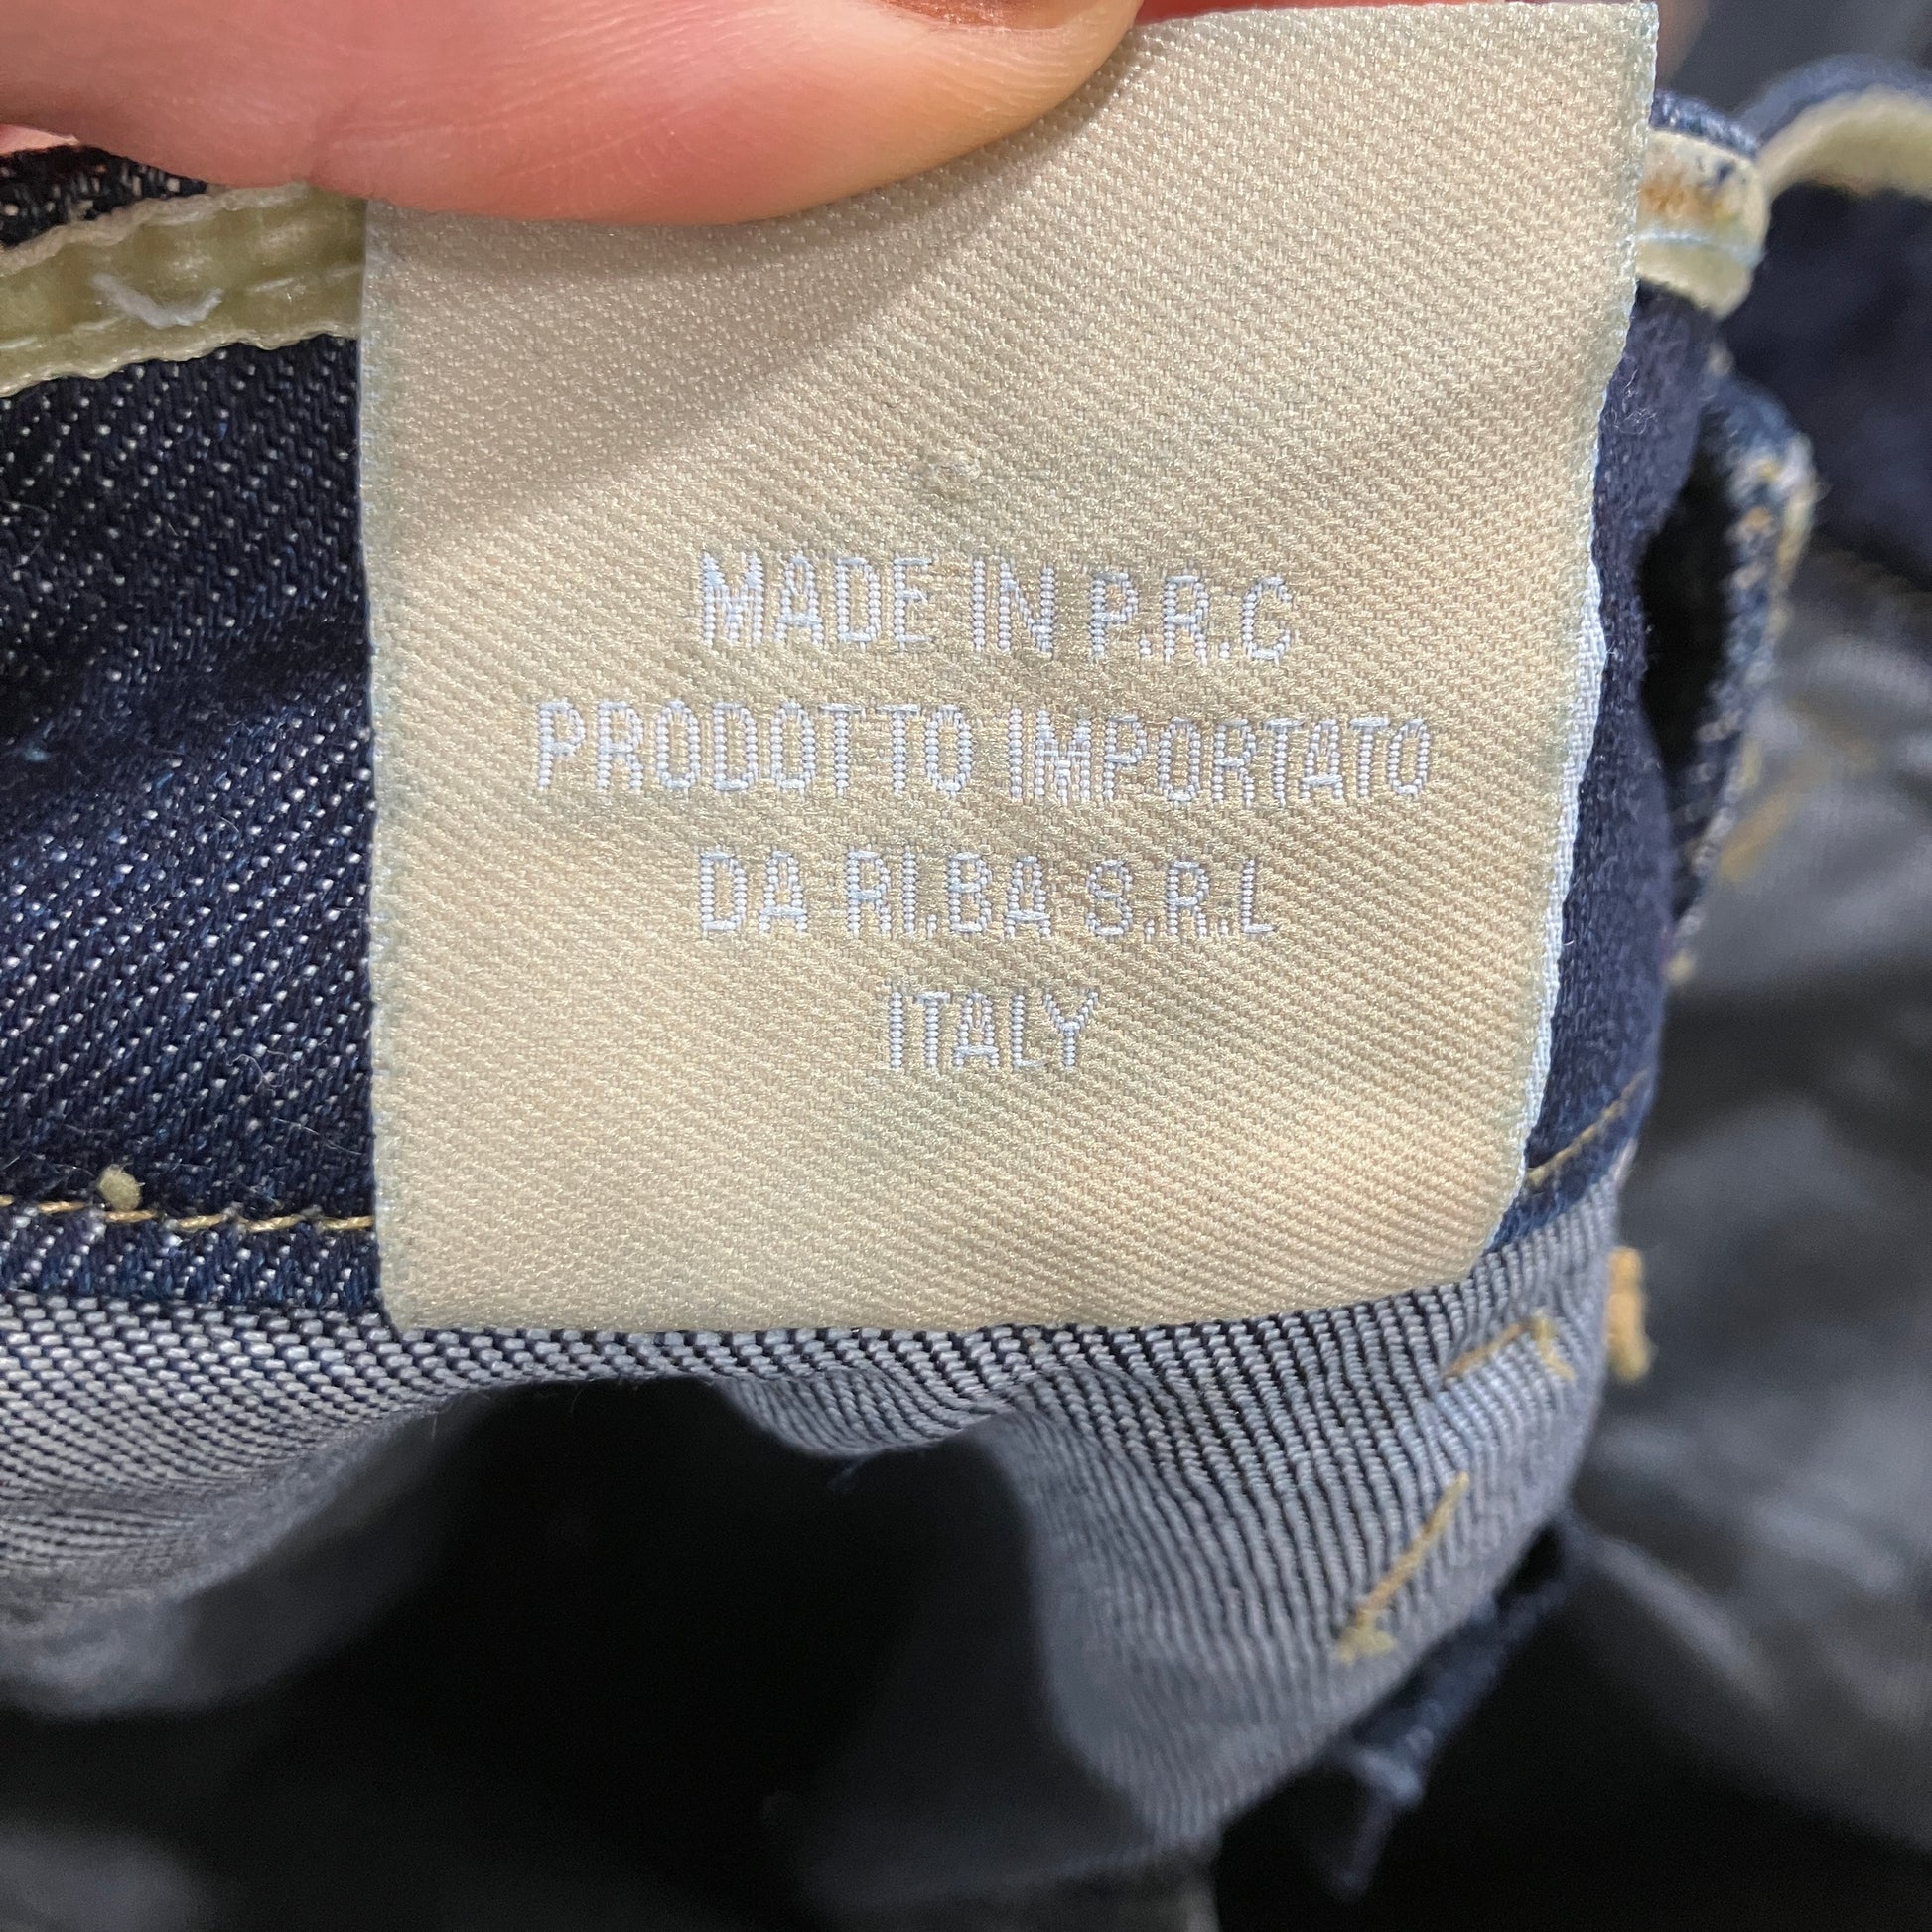 MADE IN P.R.C
PRODOTTO IMPORTATO
DA RI.BA S.R.L
ITALY